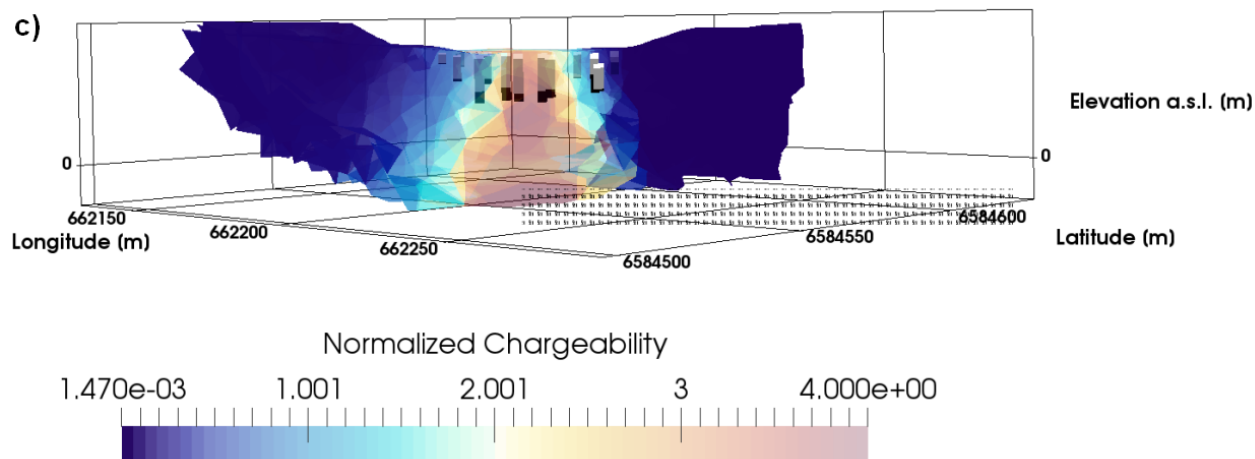 c)
Elevation a.s.l. (m)
0
0
662150
6584600
Longitude (m)
662200
6584550
Latitude (m)
662250
6584500
Normalized Chargeability
1.470e-03 1.001 2.001 3 4.000e+00